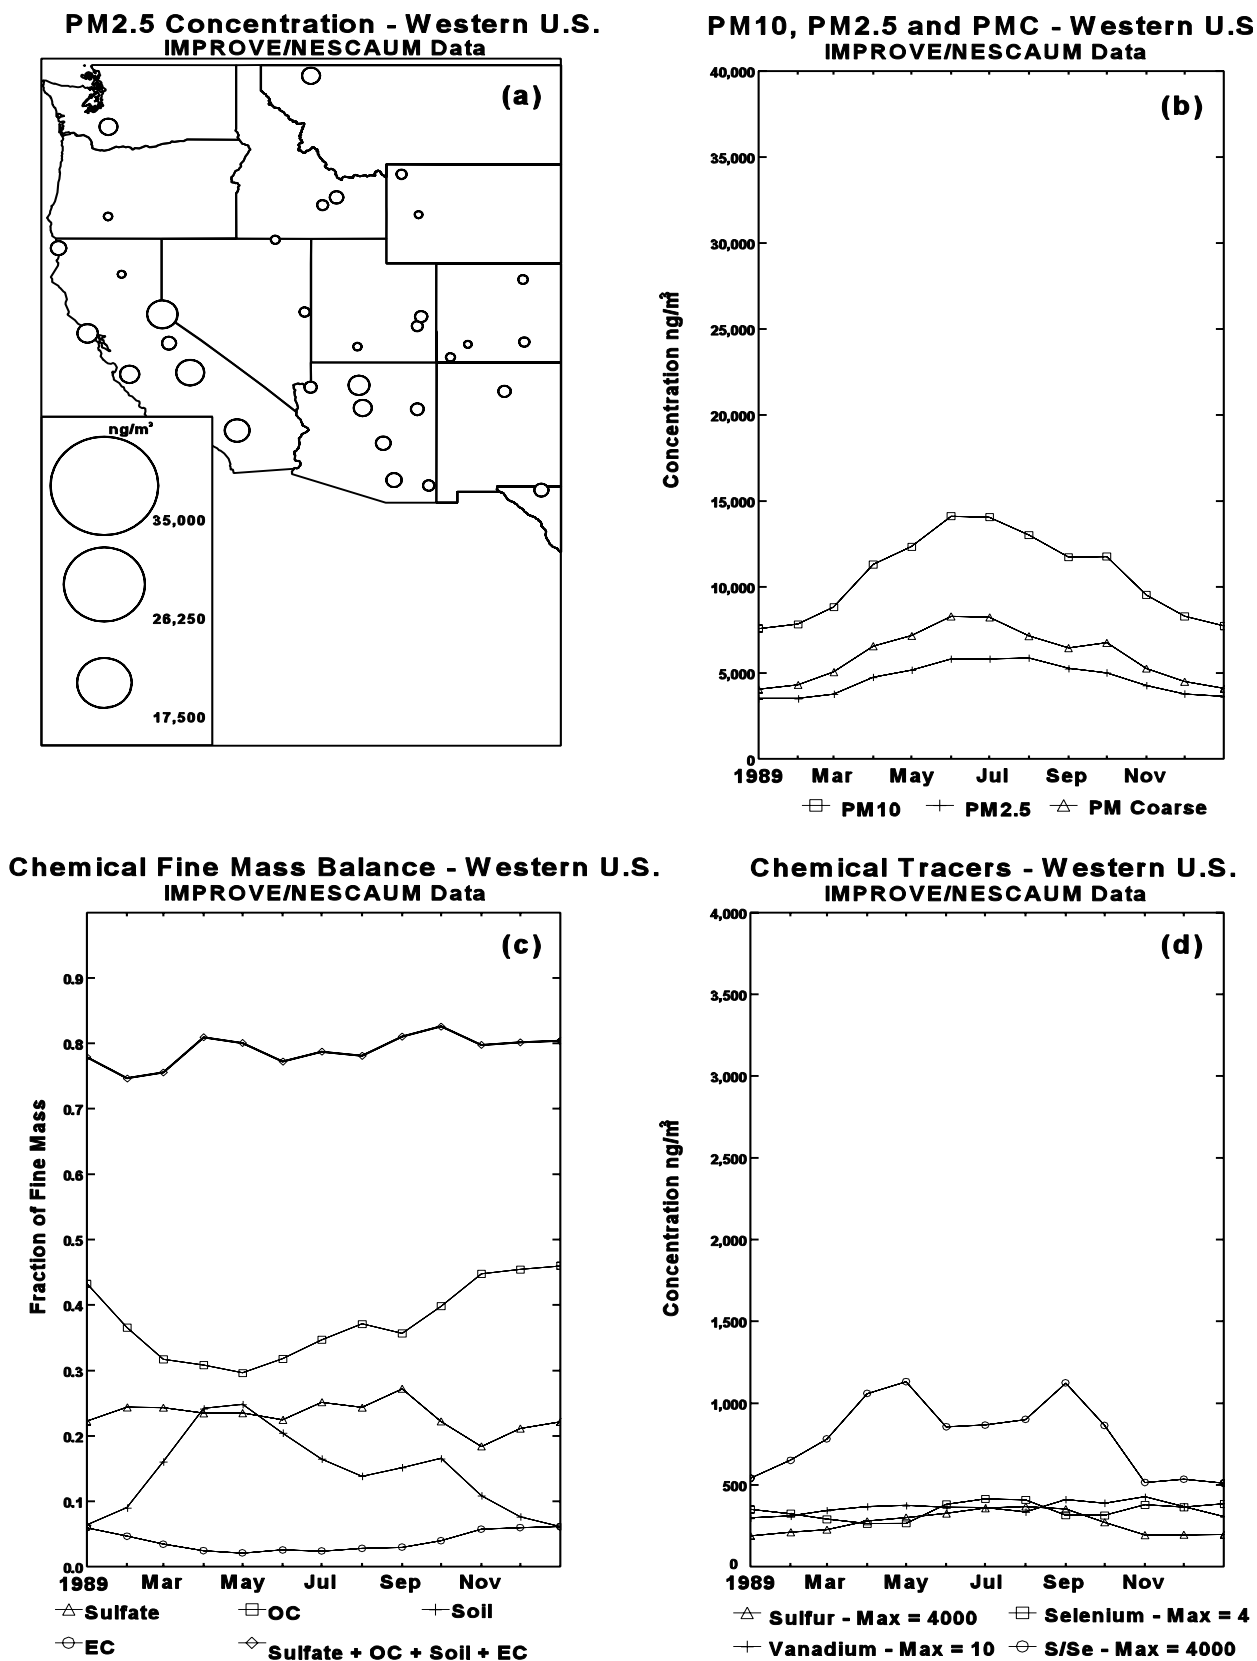 PM2.5 Concentration - Western U.S.
IMPROVE/NESCAUM Data
(a)
ng/m³
35,000
26,250
17,500
PM10, PM2.5 and PMC - Western U.S
IMPROVE/NESCAUM Data
(b)
40,000
35,000
30,000
25,000
20,000
15,000
10,000
5,000
0
Concentration ng/m³
1989 Mar May Jul Sep Nov
PM10 PM2.5 PM Coarse
Chemical Fine Mass Balance - Western U.S.
IMPROVE/NESCAUM Data
(c)
0.9
0.8
0.7
0.6
0.5
0.4
0.3
0.2
0.1
0.0
Fraction of Fine Mass
1989 Mar May Jul Sep Nov
Sulfate OC Soil
EC Sulfate + OC + Soil + EC
Chemical Tracers - Western U.S.
IMPROVE/NESCAUM Data
(d)
4,000
3,500
3,000
2,500
2,000
1,500
1,000
500
0
Concentration ng/m³
1989 Mar May Jul Sep Nov
Sulfur - Max = 4000 Selenium - Max = 4
Vanadium - Max = 10 S/Se - Max = 4000